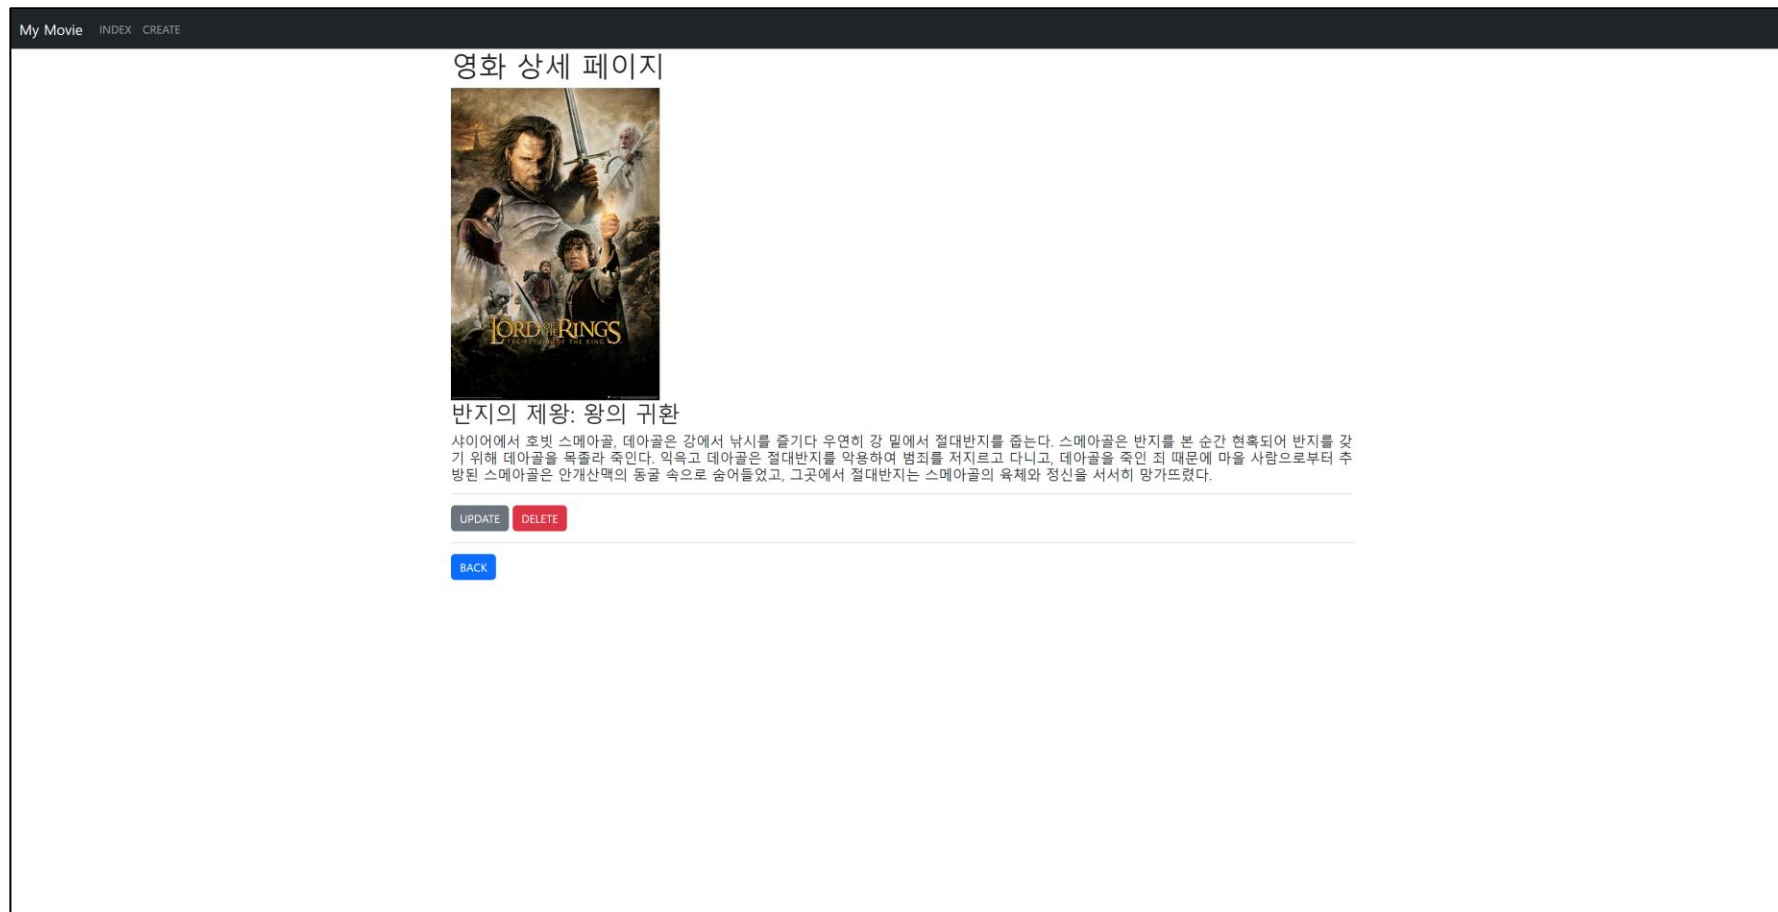 My Movie INDEX CREATE
영화 상세 페이지
LORD OF THE RINGS
THE RETURN OF THE KING
반지의 제왕: 왕의 귀환
샤이어에서 호빗 스메아골, 데아골은 강에서 낚시를 즐기다 우연히 강 밑에서 절대반지를 줍는다. 스메아골은 반지를 본 순간 현혹되어 반지를 갖
기 위해 데아골을 목졸라 죽인다. 익윽고 데아골은 절대반지를 악용하여 범죄를 저지르고 다니고, 데아골을 죽인 죄 때문에 마을 사람으로부터 추
방된 스메아골은 안개산맥의 동굴 속으로 숨어들었고, 그곳에서 절대반지는 스메아골의 육체와 정신을 서서히 망가뜨렸다.
UPDATE DELETE
BACK